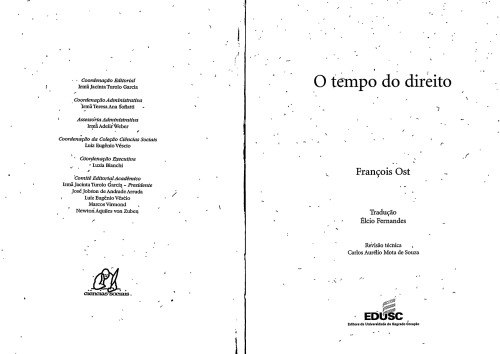 Coordenação Editorial
Irmã Jacinta Turolo Garcia
Coordenação Administrativa
Irmã Teresa Ana Sofiatti
Assessoria Administrativa
Irmã Adelir Weber
Coordenação da Coleção Ciências Sociais
Luiz Eugênio Véscio
Coordenação Executiva
Luzia Bianchi
Comitê Editorial Acadêmico
Irmã Jacinta Turolo Garcia – Presidente
José Jobson de Andrade Arruda
Luiz Eugênio Véscio
Marcos Virmond
Newton Aquiles von Zuben
CIÊNCIAS SOCIAIS
O tempo do direito
François Ost
Tradução
Élcio Fernandes
Revisão técnica
Carlos Aurélio Mota de Souza
EDUSC
Editora da Universidade do Sagrado Coração